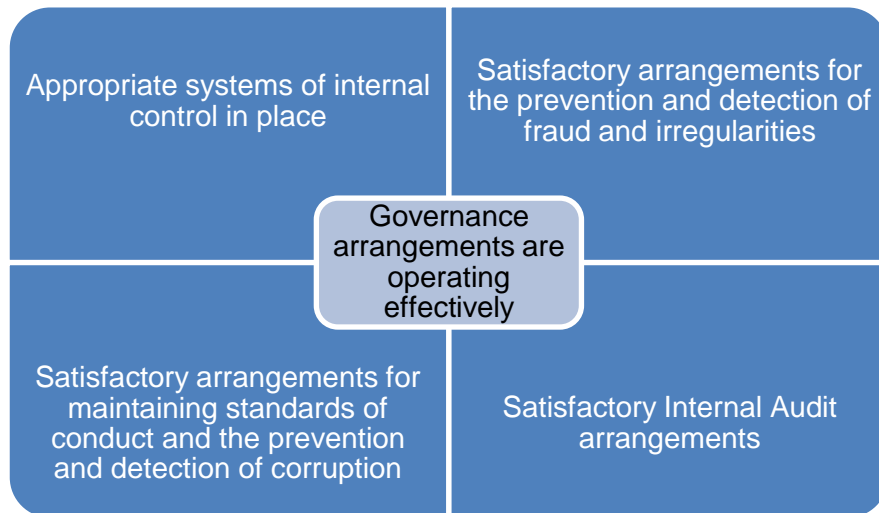 Appropriate systems of internal
control in place
Satisfactory arrangements for
the prevention and detection of
fraud and irregularities
Governance
arrangements are
operating
effectively
Satisfactory arrangements for
maintaining standards of
conduct and the prevention
and detection of corruption
Satisfactory Internal Audit
arrangements